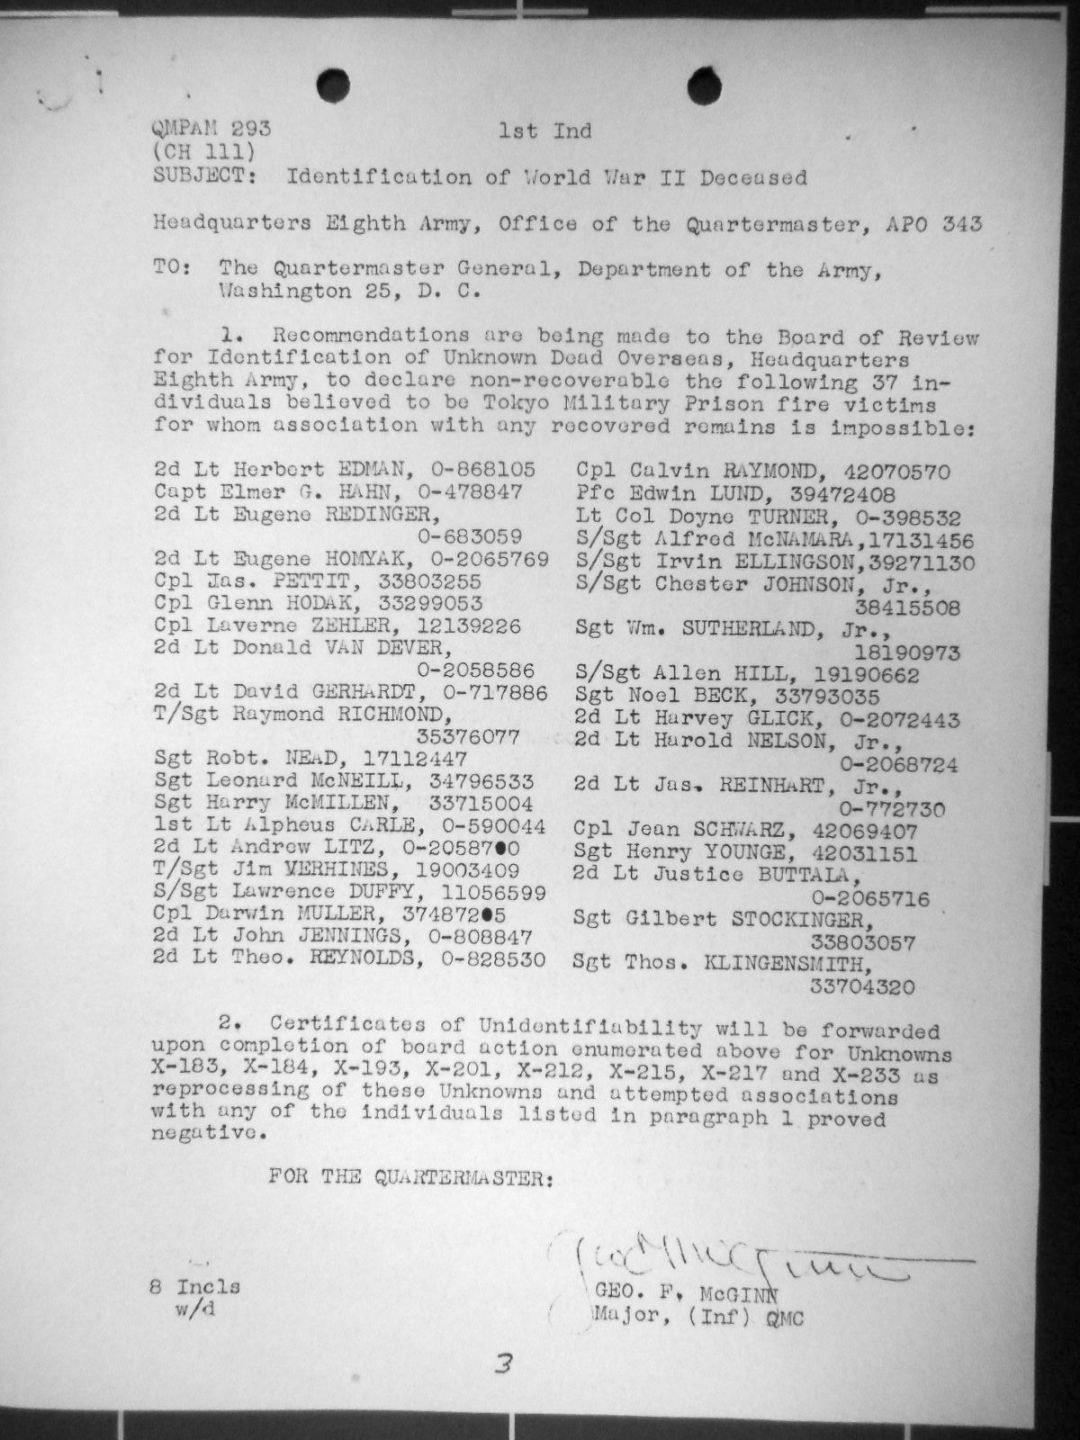 QMPAM 293 1st Ind
(CH 111)
SUBJECT: Identification of World War II Deceased
Headquarters Eighth Army, Office of the Quartermaster, APO 343
TO: The Quartermaster General, Department of the Army,
Washington 25, D. C.
1. Recommendations are being made to the Board of Review
for Identification of Unknown Dead Overseas, Headquarters
Eighth Army, to declare non-recoverable the following 37 in-
dividuals believed to be Tokyo Military Prison fire victims
for whom association with any recovered remains is impossible:
2d Lt Herbert EDMAN, O-868105
Capt Elmer G. HAHN, O-478847
2d Lt Eugene REDINGER,
O-683059
2d Lt Eugene HOMYAK, O-2065769
Cpl Jas. PETTIT, 33803255
Cpl Glenn HODAK, 33299053
Cpl Laverne ZEHLER, 12139226
2d Lt Donald VAN DEVER,
O-2058586
2d Lt David GERHARDT, O-717886
T/Sgt Raymond RICHMOND,
35376077
Sgt Robt. NEAD, 17112447
Sgt Leonard McNEILL, 34796533
Sgt Harry McMILLEN, 33715004
1st Lt Alpheus CARLE, O-590044
2d Lt Andrew LITZ,
T/Sgt Jim VERHINES, 19003409
S/Sgt Lawrence DUFFY, 11056599
Cpl Darwin MULLER,
2d Lt John JENNINGS, O-808847
2d Lt Theo. REYNOLDS, O-828530
Cpl Calvin RAYMOND, 42070570
Pfc Edwin LUND, 39472408
Lt Col Doyne TURNER, O-398532
S/Sgt Alfred McNAMARA,17131456
S/Sgt Irvin ELLINGSON,39271130
S/Sgt Chester JOHNSON, Jr.,
38415508
Sgt Wm. SUTHERLAND, Jr.,
18190973
S/Sgt Allen HILL, 19190662
Sgt Noel BECK, 33793035
2d Lt Harvey GLICK, O-2072443
2d Lt Harold NELSON, Jr.,
O-2068724
2d Lt Jas. REINHART, Jr.,
O-772730
Cpl Jean SCHWARZ, 42069407
Sgt Henry YOUNGE, 42031151
2d Lt Justice BUTTALA,
O-2065716
Sgt Gilbert STOCKINGER,
33803057
Sgt Thos. KLINGENSMITH,
33704320
2. Certificates of Unidentifiability will be forwarded
upon completion of board action enumerated above for Unknowns
X-183, X-184, X-193, X-201, X-212, X-215, X-217 and X-233 as
reprocessing of these Unknowns and attempted associations
with any of the individuals listed in paragraph 1 proved
negative.
FOR THE QUARTERMASTER:
Geo F McGinn
8 Incls GEO. F. McGINN
w/d Major, (Inf) QMC
3